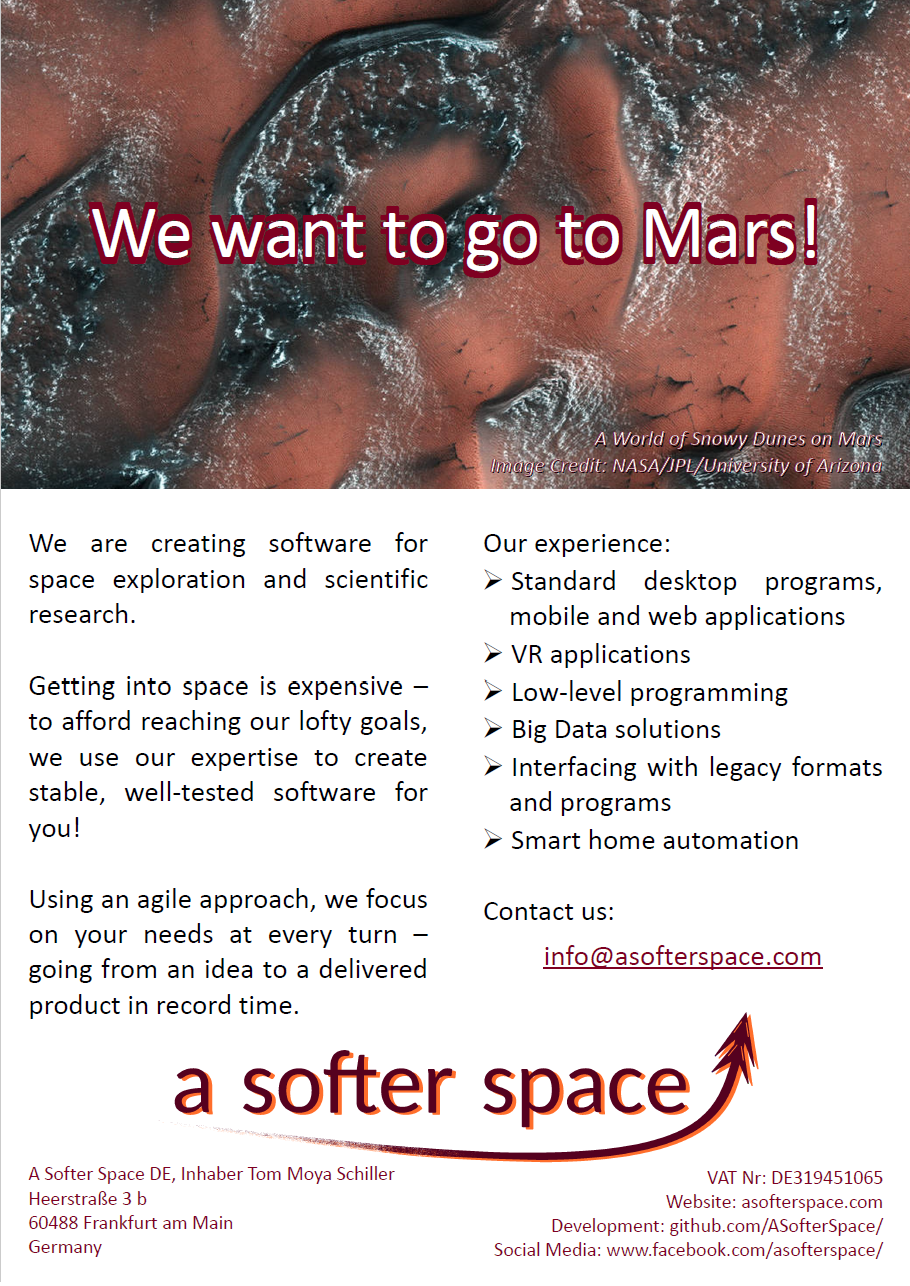 We want to go to Mars!
A World of Snowy Dunes on Mars
Image Credit: NASA/JPL/University of Arizona
We are creating software for
space exploration and scientific
research.
Getting into space is expensive –
to afford reaching our lofty goals,
we use our expertise to create
stable, well-tested software for
you!
Using an agile approach, we focus
on your needs at every turn –
going from an idea to a delivered
product in record time.
Our experience:
➢ Standard desktop programs,
mobile and web applications
➢ VR applications
➢ Low-level programming
➢ Big Data solutions
➢ Interfacing with legacy formats
and programs
➢ Smart home automation
Contact us:
info@asofterspace.com
a softer space
A Softer Space DE, Inhaber Tom Moya Schiller
Heerstraße 3 b
60488 Frankfurt am Main
Germany
VAT Nr: DE319451065
Website: asofterspace.com
Development: github.com/ASofterSpace/
Social Media: www.facebook.com/asofterspace/